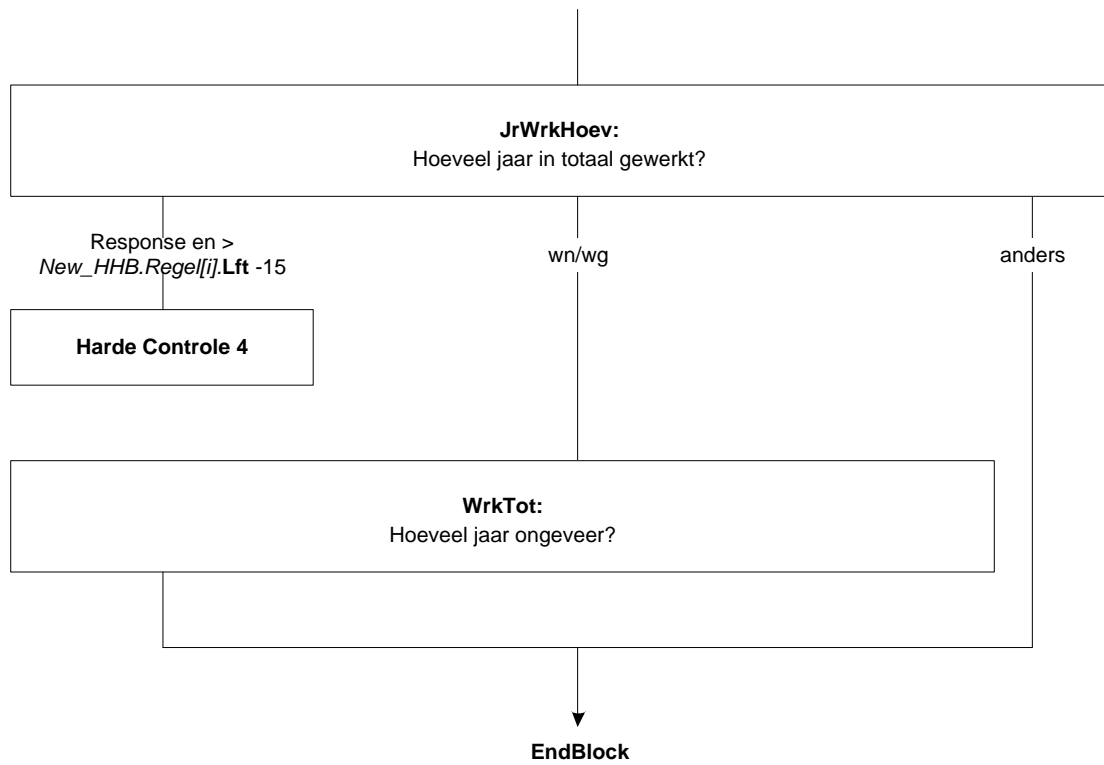 JrWrkHoev:
Hoeveel jaar in totaal gewerkt?
Response en >
New_HHB.Regel[i].Lft -15
wn/wg
anders
Harde Controle 4
WrkTot:
Hoeveel jaar ongeveer?
EndBlock